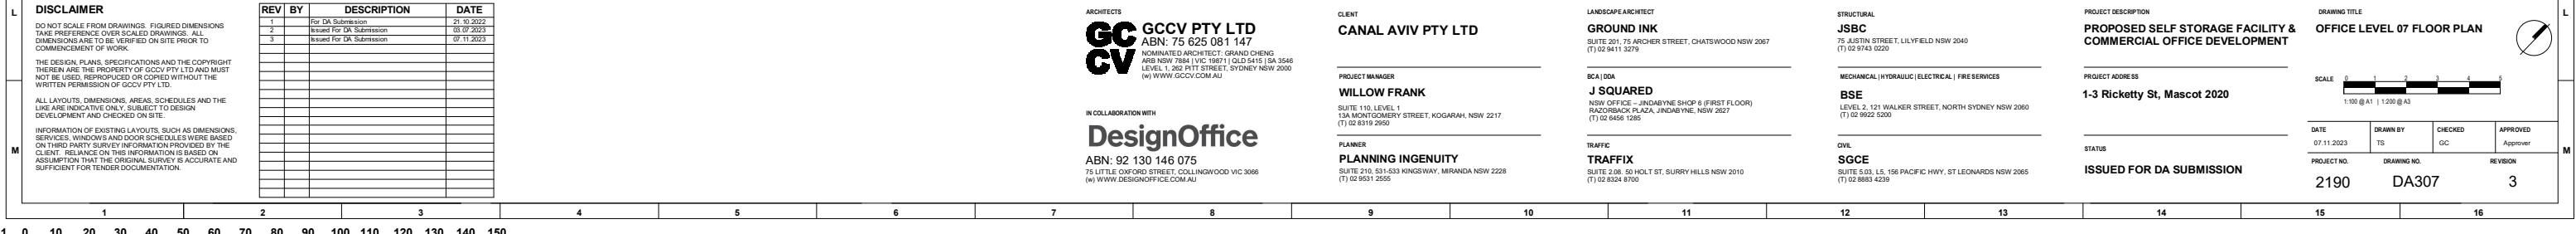 L
DISCLAIMER
DO NOT SCALE FROM DRAWINGS. FIGURED DIMENSIONS
TAKE PREFERENCE OVER SCALED DRAWINGS. ALL
DIMENSIONS ARE TO BE VERIFIED ON SITE PRIOR TO
COMMENCEMENT OF WORK.
THE DESIGN, PLANS, SPECIFICATIONS AND THE COPYRIGHT
THEREIN ARE THE PROPERTY OF GCCV PTY LTD AND MUST
NOT BE USED, REPROPUCED OR COPIED WITHOUT THE
WRITTEN PERMISSION OF GCCV PTY LTD.
ALL LAYOUTS, DIMENSIONS, AREAS, SCHEDULES AND THE
LIKE ARE INDICATIVE ONLY, SUBJECT TO DESIGN
DEVELOPMENT AND CHECKED ON SITE.
INFORMATION OF EXISTING LAYOUTS, SUCH AS DIMENSIONS,
SERVICES, WINDOWS AND DOOR SCHEDULES WERE BASED
ON THIRD PARTY SURVEY INFORMATION PROVIDED BY THE
CLIENT. RELIANCE ON THIS INFORMATION IS BASED ON
ASSUMPTION THAT THE ORIGINAL SURVEY IS ACCURATE AND
SUFFICIENT FOR TENDER DOCUMENTATION.
M
REV BY DESCRIPTION DATE
1 For DA Submission 21.10.2022
2 Issued For DA Submission 03.07.2023
3 Issued For DA Submission 07.11.2023
ARCHITECTS
GC
CV
GCCV PTY LTD
ABN: 75 625 081 147
NOMINATED ARCHITECT: GRAND CHENG
ARB NSW 7884 | VIC 19871 | QLD 5415 | SA 3546
LEVEL 1, 262 PITT STREET, SYDNEY NSW 2000
(w) WWW.GCCV.COM.AU
IN COLLABORATION WITH
DesignOffice
ABN: 92 130 146 075
75 LITTLE OXFORD STREET, COLLINGWOOD VIC 3066
(w) WWW.DESIGNOFFICE.COM.AU
CLIENT
CANAL AVIV PTY LTD
PROJECT MANAGER
WILLOW FRANK
SUITE 110, LEVEL 1
13A MONTGOMERY STREET, KOGARAH, NSW 2217
(T) 02 8319 2950
PLANNER
PLANNING INGENUITY
SUITE 210, 531-533 KINGSWAY, MIRANDA NSW 2228
(T) 02 9531 2555
LANDSCAPE ARCHITECT
GROUND INK
SUITE 201, 75 ARCHER STREET, CHATSWOOD NSW 2067
(T) 02 9411 3279
BCA | DDA
J SQUARED
NSW OFFICE – JINDABYNE SHOP 6 (FIRST FLOOR)
RAZORBACK PLAZA, JINDABYNE, NSW 2627
(T) 02 6456 1285
TRAFFIC
TRAFFIX
SUITE 2.08. 50 HOLT ST, SURRY HILLS NSW 2010
(T) 02 8324 8700
STRUCTURAL
JSBC
75 JUSTIN STREET, LILYFIELD NSW 2040
(T) 02 9743 0220
MECHANICAL | HYDRAULIC | ELECTRICAL | FIRE SERVICES
BSE
LEVEL 2, 121 WALKER STREET, NORTH SYDNEY NSW 2060
(T) 02 9922 5200
CIVIL
SGCE
SUITE 5.03, L5, 156 PACIFIC HWY, ST LEONARDS NSW 2065
(T) 02 8883 4239
PROJECT DESCRIPTION
PROPOSED SELF STORAGE FACILITY &
COMMERCIAL OFFICE DEVELOPMENT
PROJECT ADDRESS
1-3 Ricketty St, Mascot 2020
STATUS
ISSUED FOR DA SUBMISSION
DRAWING TITLE
OFFICE LEVEL 07 FLOOR PLAN
SCALE 0 1 2 3 4 5
1:100 @ A1 | 1:200 @ A3
DATE DRAWN BY CHECKED APPROVED
07.11.2023 TS GC Approver
PROJECT NO. DRAWING NO. REVISION
2190 DA307 3
L
M
1 2 3 4 5 6 7 8 9 10 11 12 13 14 15 16
1 0 10 20 30 40 50 60 70 80 90 100 110 120 130 140 150